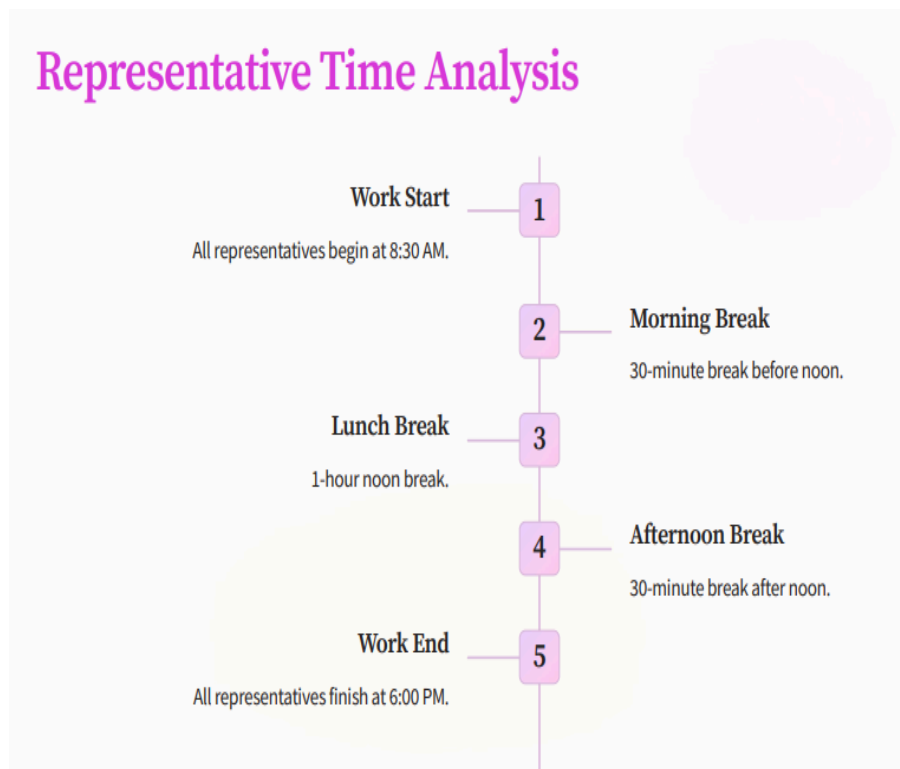 Representative Time Analysis
Work Start
1
All representatives begin at 8:30 AM.
2
Morning Break
30-minute break before noon.
Lunch Break
3
1-hour noon break.
4
Afternoon Break
30-minute break after noon.
Work End
5
All representatives finish at 6:00 PM.